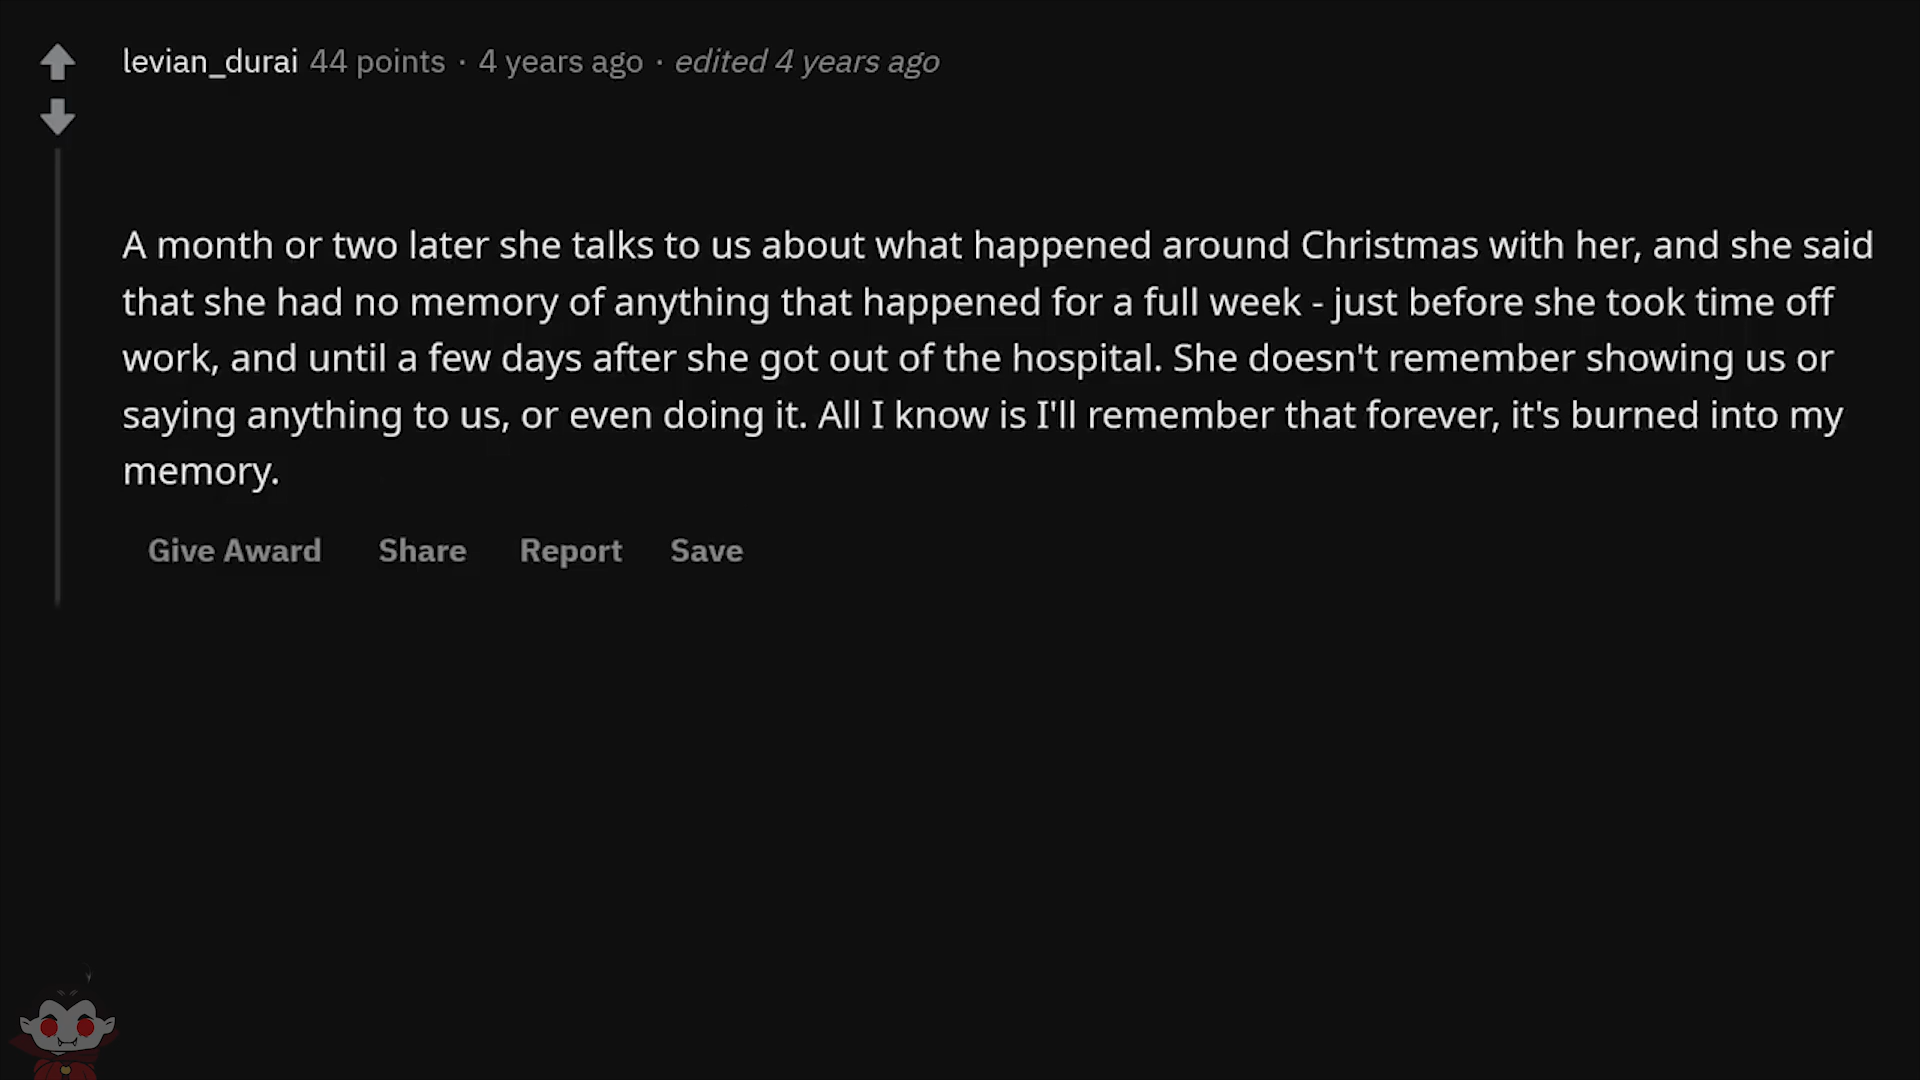 levian_durai 44 points · 4 years ago · edited 4 years ago
A month or two later she talks to us about what happened around Christmas with her, and she said
that she had no memory of anything that happened for a full week - just before she took time off
work, and until a few days after she got out of the hospital. She doesn't remember showing us or
saying anything to us, or even doing it. All I know is I'll remember that forever, it's burned into my
memory.
Give Award Share Report Save